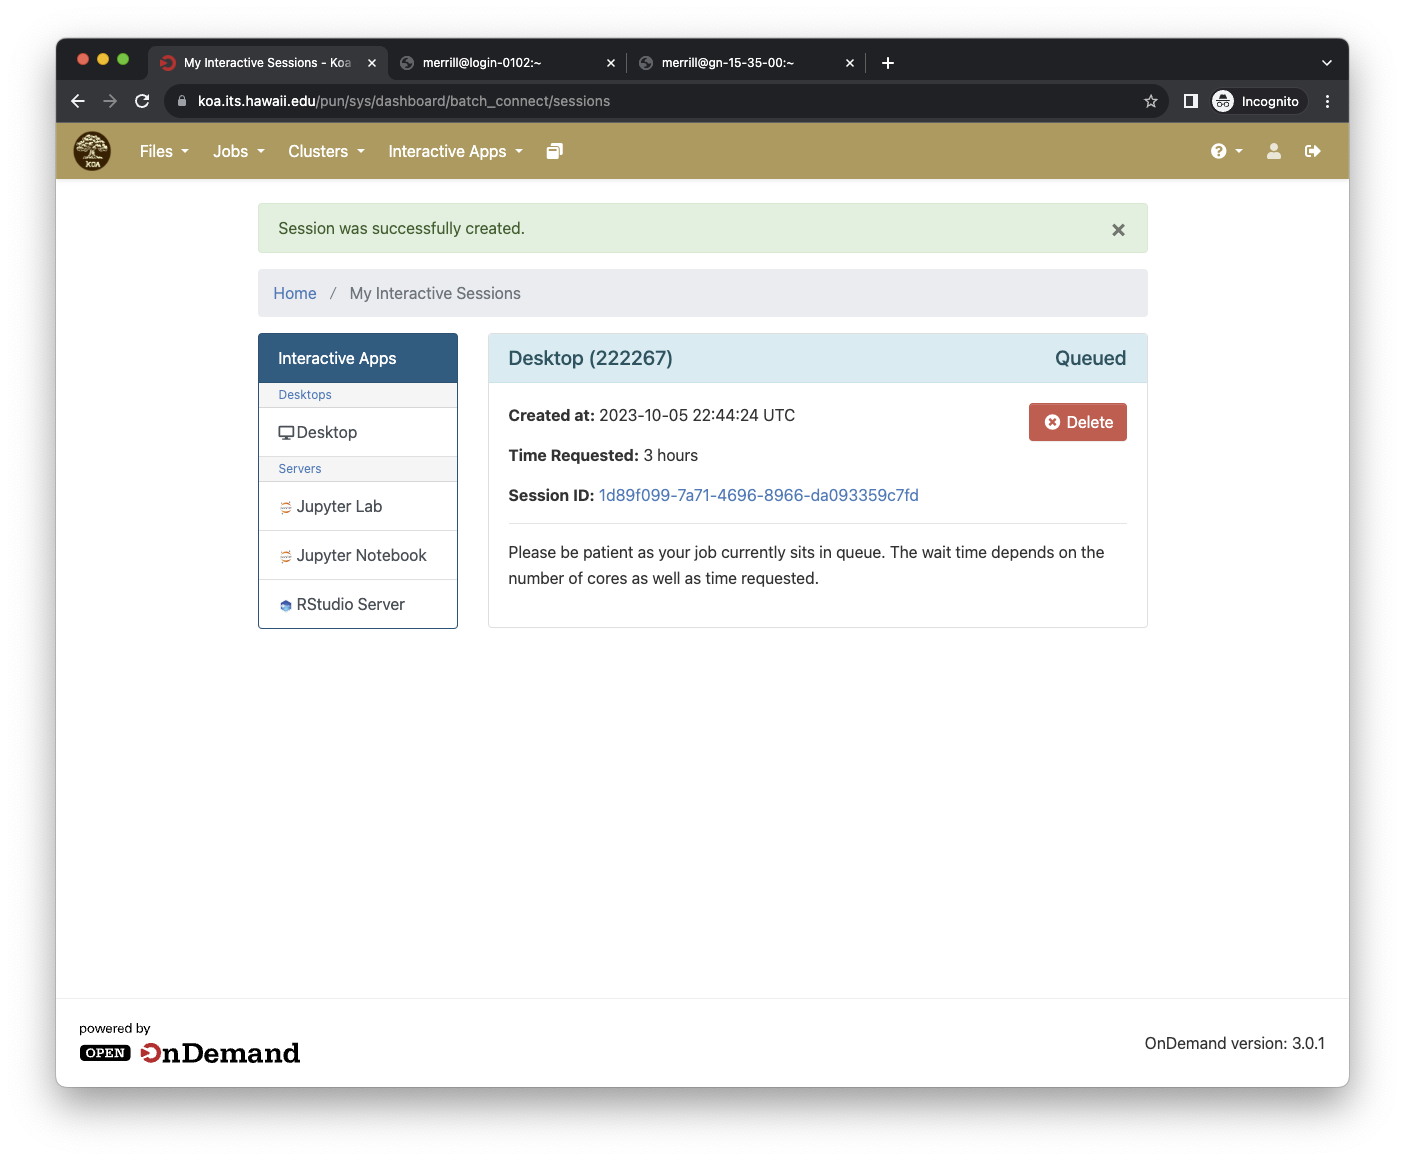 My Interactive Sessions - Koa
merrill@login-0102:~
merrill@gn-15-35-00:~
koa.its.hawaii.edu/pun/sys/dashboard/batch_connect/sessions
Incognito
KOA
Files
Jobs
Clusters
Interactive Apps
Session was successfully created.
Home / My Interactive Sessions
Interactive Apps
Desktops
Desktop
Servers
Jupyter Lab
Jupyter Notebook
RStudio Server
Desktop (222267)
Queued
Created at: 2023-10-05 22:44:24 UTC
Delete
Time Requested: 3 hours
Session ID: 1d89f099-7a71-4696-8966-da093359c7fd
Please be patient as your job currently sits in queue. The wait time depends on the
number of cores as well as time requested.
powered by
OPEN OnDemand
OnDemand version: 3.0.1